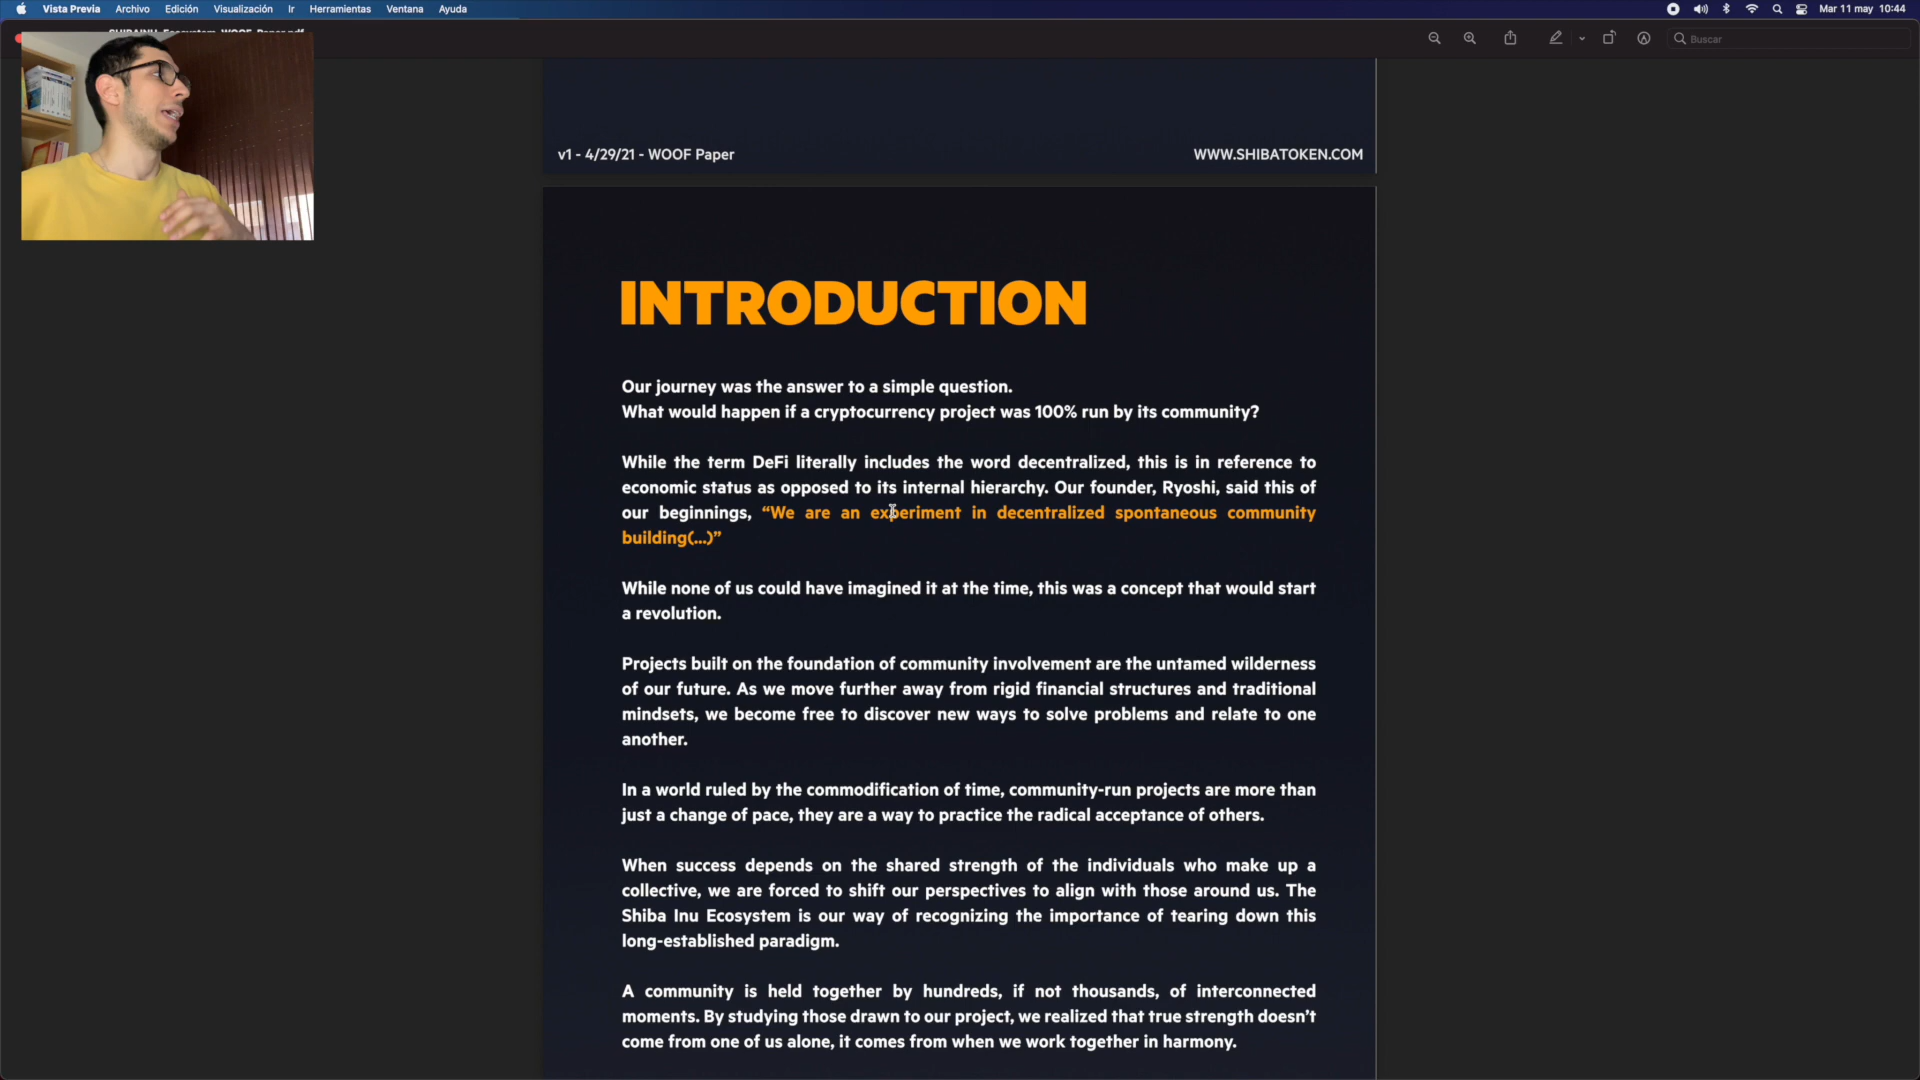 Vista Previa Archivo Edición Visualización Ir Herramientas Ventana Ayuda Mar 11 may 10:44
Buscar
v1 - 4/29/21 - WOOF Paper WWW.SHIBATOKEN.COM
INTRODUCTION
Our journey was the answer to a simple question.
What would happen if a cryptocurrency project was 100% run by its community?
While the term DeFi literally includes the word decentralized, this is in reference to
economic status as opposed to its internal hierarchy. Our founder, Ryoshi, said this of
our beginnings, “We are an experiment in decentralized spontaneous community
building(...)”
While none of us could have imagined it at the time, this was a concept that would start
a revolution.
Projects built on the foundation of community involvement are the untamed wilderness
of our future. As we move further away from rigid financial structures and traditional
mindsets, we become free to discover new ways to solve problems and relate to one
another.
In a world ruled by the commodification of time, community-run projects are more than
just a change of pace, they are a way to practice the radical acceptance of others.
When success depends on the shared strength of the individuals who make up a
collective, we are forced to shift our perspectives to align with those around us. The
Shiba Inu Ecosystem is our way of recognizing the importance of tearing down this
long-established paradigm.
A community is held together by hundreds, if not thousands, of interconnected
moments. By studying those drawn to our project, we realized that true strength doesn’t
come from one of us alone, it comes from when we work together in harmony.